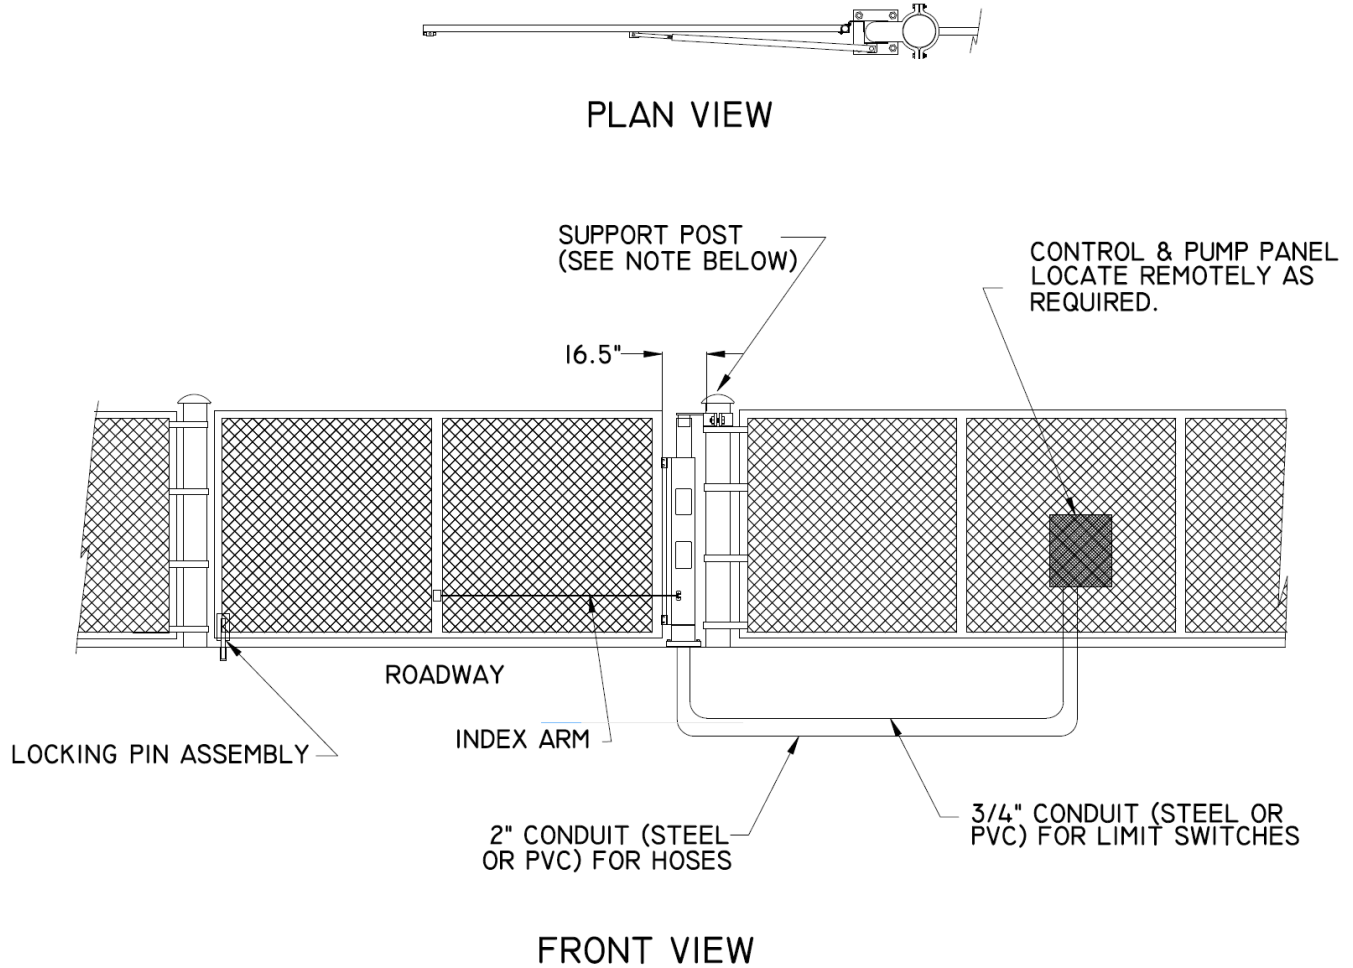 PLAN VIEW
SUPPORT POST
(SEE NOTE BELOW)
CONTROL & PUMP PANEL
LOCATE REMOTELY AS
REQUIRED.
16.5"
ROADWAY
INDEX ARM
LOCKING PIN ASSEMBLY
2" CONDUIT (STEEL
OR PVC) FOR HOSES
3/4" CONDUIT (STEEL OR
PVC) FOR LIMIT SWITCHES
FRONT VIEW